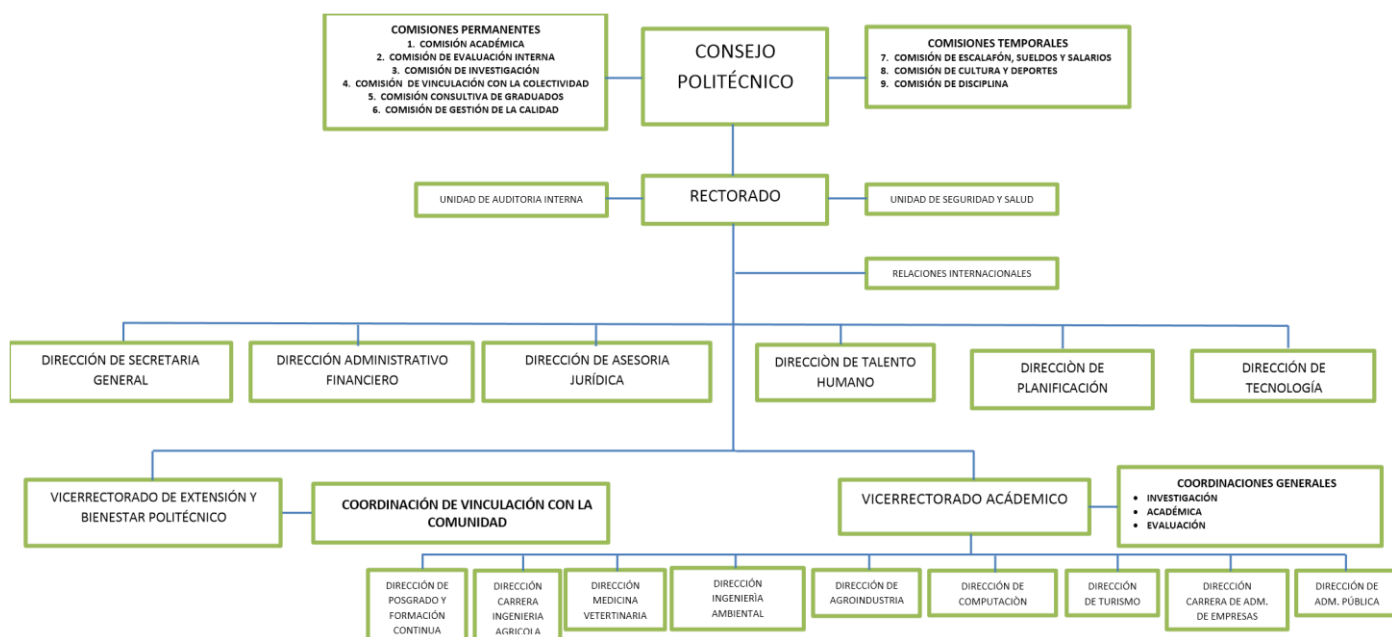 COMISIONES PERMANENTES
1. COMISIÓN ACADÉMICA
2. COMISIÓN DE EVALUACIÓN INTERNA
3. COMISIÓN DE INVESTIGACIÓN
4. COMISIÓN DE VINCULACIÓN CON LA COLECTIVIDAD
5. COMISIÓN CONSULTIVA DE GRADUADOS
6. COMISIÓN DE GESTIÓN DE LA CALIDAD
CONSEJO
POLITÉCNICO
COMISIONES TEMPORALES
7. COMISIÓN DE ESCALAFÓN, SUELDOS Y SALARIOS
8. COMISIÓN DE CULTURA Y DEPORTES
9. COMISIÓN DE DISCIPLINA
UNIDAD DE AUDITORIA INTERNA
RECTORADO
UNIDAD DE SEGURIDAD Y SALUD
RELACIONES INTERNACIONALES
DIRECCIÓN DE SECRETARIA
GENERAL
DIRECCIÓN ADMINISTRATIVO
FINANCIERO
DIRECCIÓN DE ASESORIA
JURÍDICA
DIRECCIÒN DE TALENTO
HUMANO
DIRECCIÒN DE
PLANIFICACIÓN
DIRECCIÓN DE
TECNOLOGÍA
VICERRECTORADO DE EXTENSIÓN Y
BIENESTAR POLITÉCNICO
COORDINACIÓN DE VINCULACIÓN CON LA
COMUNIDAD
VICERRECTORADO ACÁDEMICO
COORDINACIONES GENERALES
• INVESTIGACIÓN
• ACADÉMICA
• EVALUACIÓN
DIRECCIÓN DE
POSGRADO Y
FORMACIÓN
CONTINUA
DIRECCIÓN
CARRERA
INGENIERIA
AGRICOLA
DIRECCIÓN
MEDICINA
VETERTINARIA
DIRECCIÓN
INGENIERÌA
AMBIENTAL
DIRECCIÓN DE
AGROINDUSTRIA
DIRECCIÓN DE
COMPUTACIÒN
DIRECCIÓN
DE TURISMO
DIRECCIÓN
CARRERA DE ADM.
DE EMPRESAS
DIRECCIÓN DE
ADM. PÚBLICA